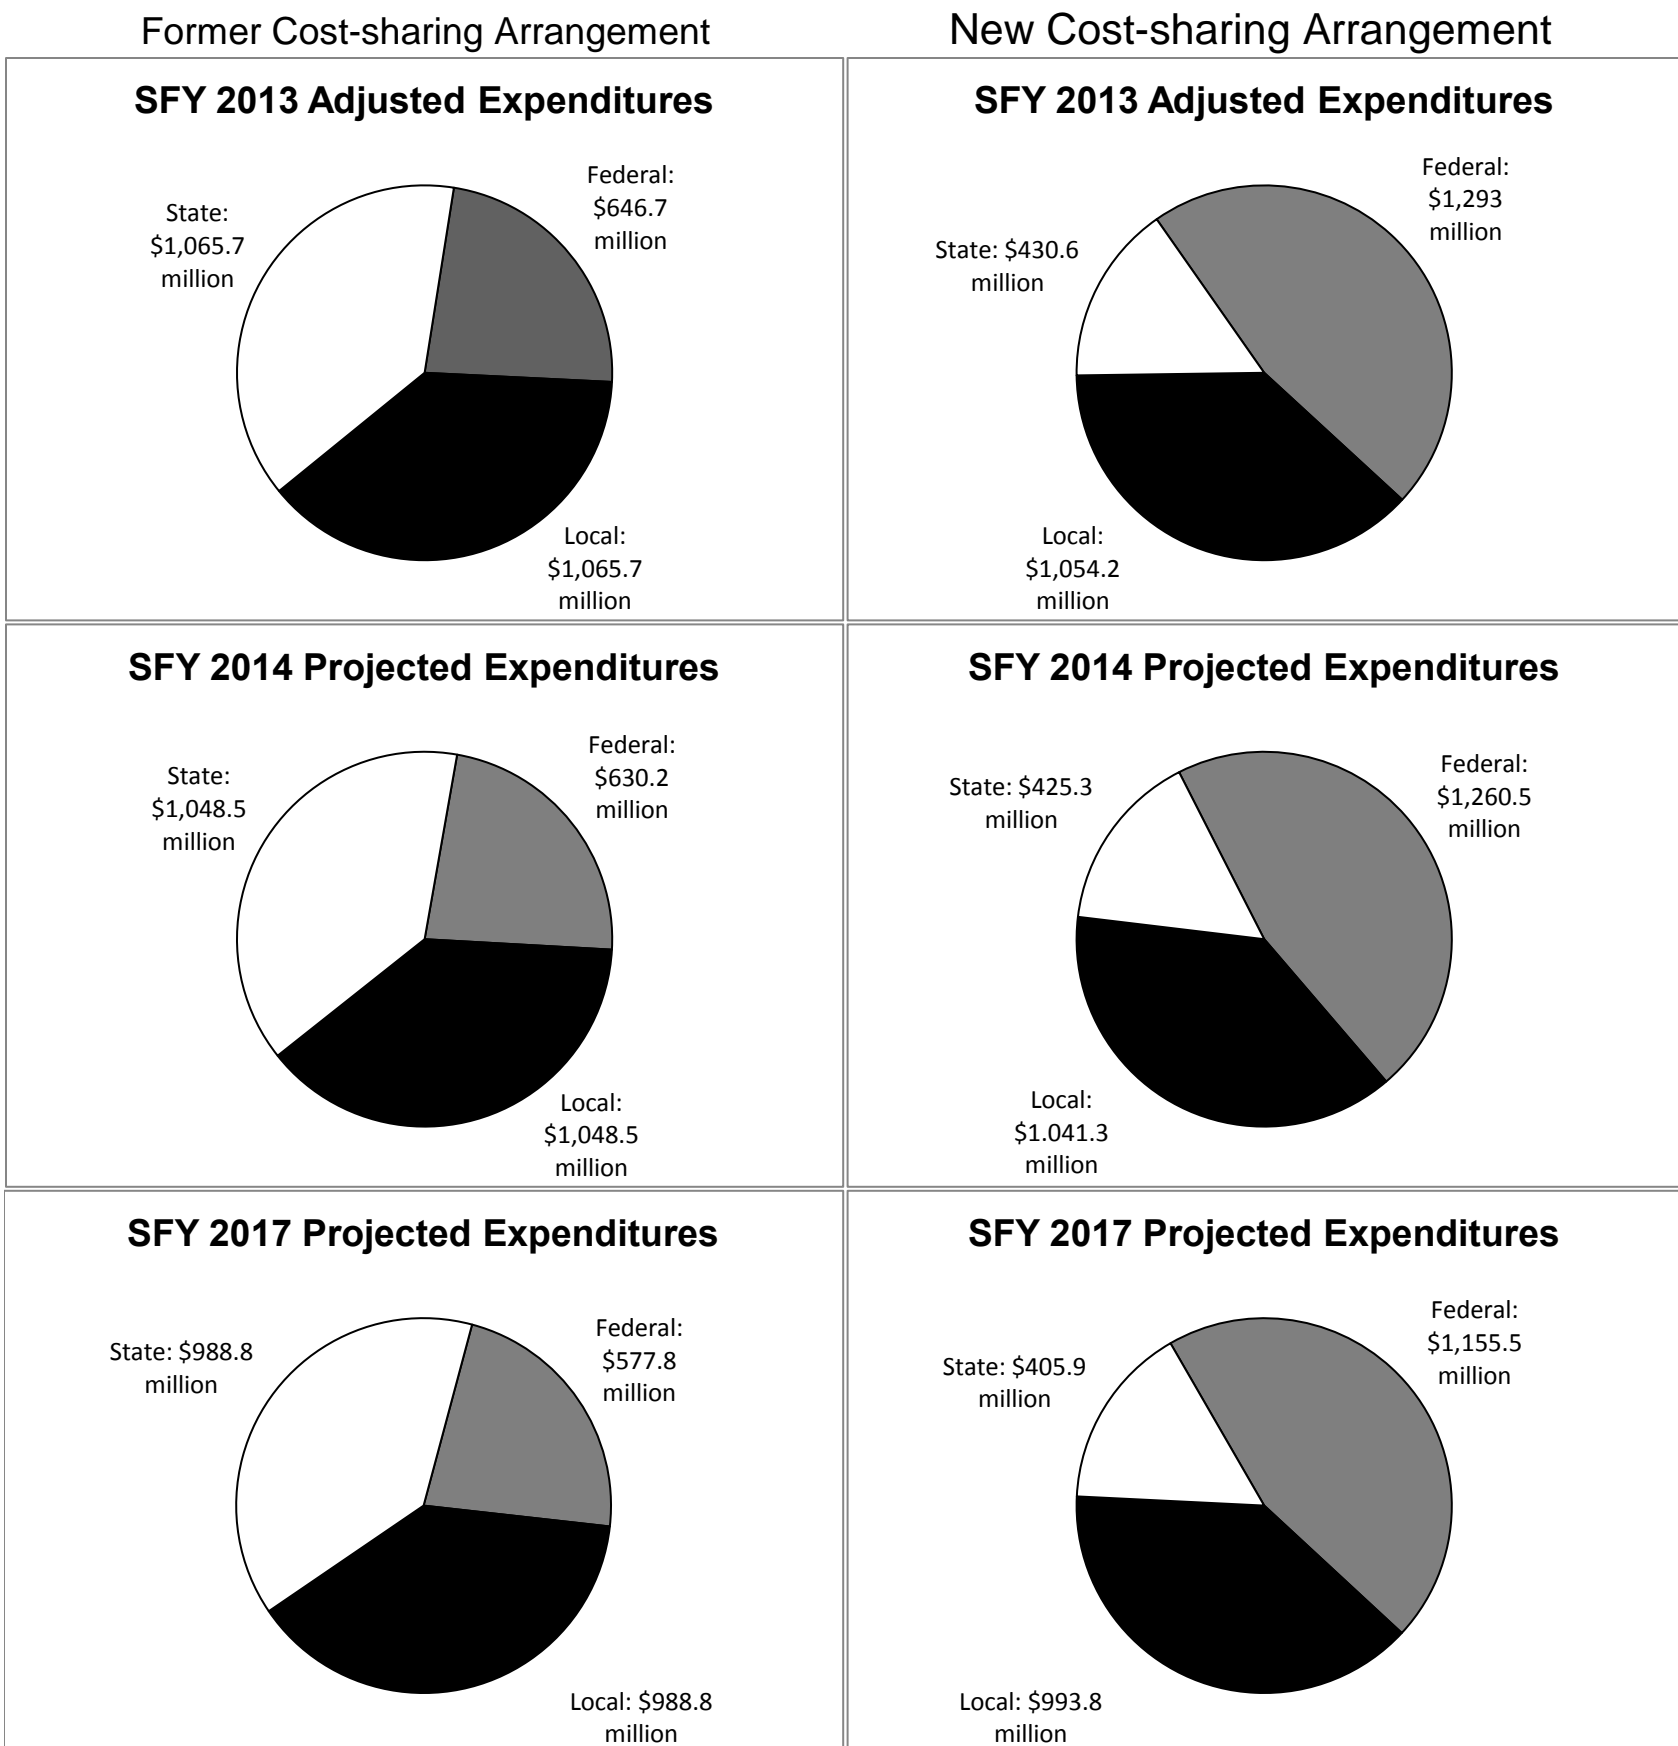 Former Cost-sharing Arrangement
New Cost-sharing Arrangement
SFY 2013 Adjusted Expenditures
State:
$1,065.7
million
Federal:
$646.7
million
Local:
$1,065.7
million
SFY 2013 Adjusted Expenditures
State: $430.6
million
Federal:
$1,293
million
Local:
$1,054.2
million
SFY 2014 Projected Expenditures
State:
$1,048.5
million
Federal:
$630.2
million
Local:
$1,048.5
million
SFY 2014 Projected Expenditures
State: $425.3
million
Federal:
$1,260.5
million
Local:
$1.041.3
million
SFY 2017 Projected Expenditures
State: $988.8
million
Federal:
$577.8
million
Local: $988.8
million
SFY 2017 Projected Expenditures
State: $405.9
million
Federal:
$1,155.5
million
Local: $993.8
million